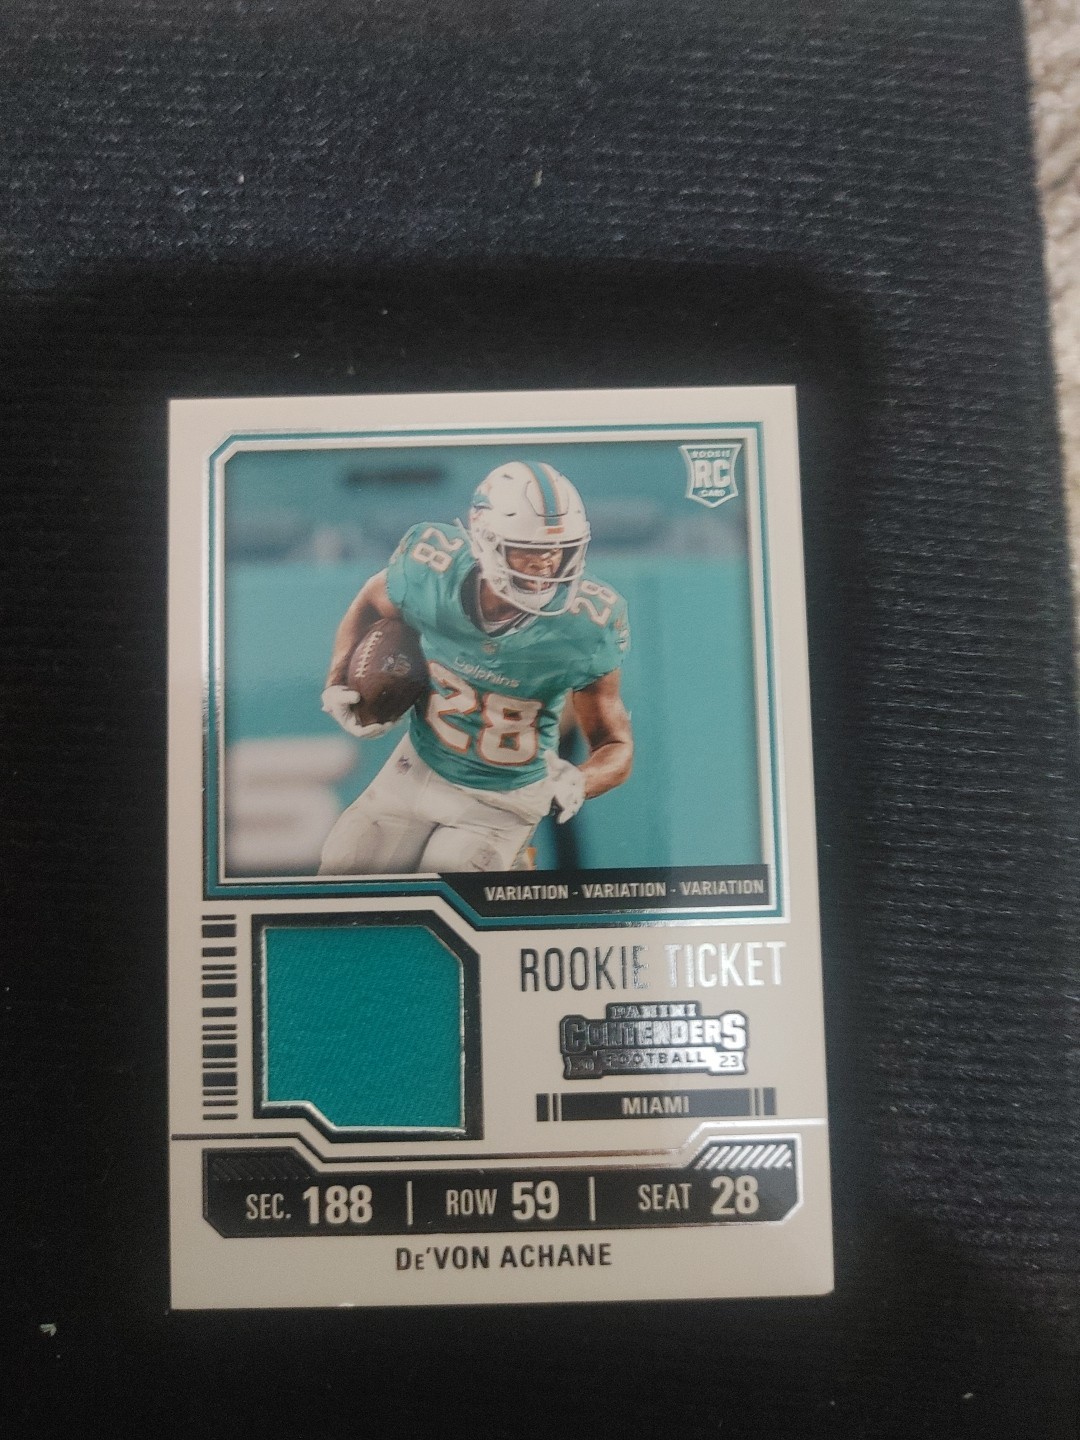 ROOKIE
RC
CARD
28
28
Dolphins
28
VARIATION - VARIATION - VARIATION
ROOKIE TICKET
PANINI
CONTENDERS
FOOTBALL 23
MIAMI
SEC. 188 | ROW 59 | SEAT 28
DE'VON ACHANE